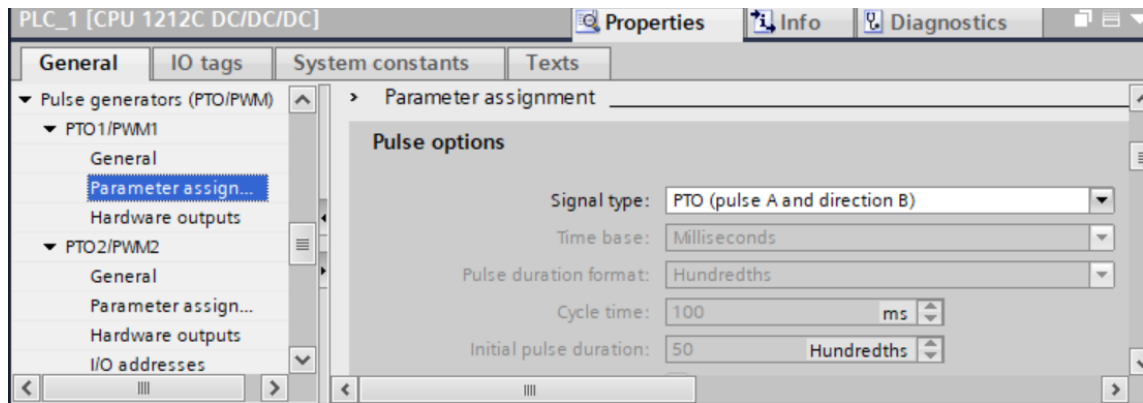 PLC_1 [CPU 1212C DC/DC/DC]
Properties
Info
Diagnostics
General
IO tags
System constants
Texts
Pulse generators (PTO/PWM)
PTO1/PWM1
General
Parameter assign...
Hardware outputs
PTO2/PWM2
General
Parameter assign...
Hardware outputs
I/O addresses
Parameter assignment
Pulse options
Signal type: PTO (pulse A and direction B)
Time base: Milliseconds
Pulse duration format: Hundredths
Cycle time: 100 ms
Initial pulse duration: 50 Hundredths